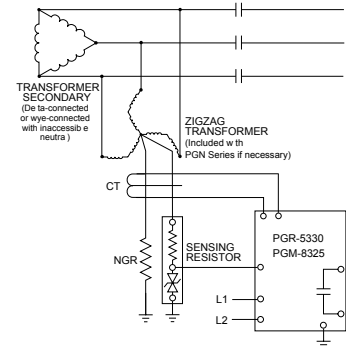 TRANSFORMER
SECONDARY
(De ta-connected
or wye-connected
with inaccessib e
neutra )
ZIGZAG
TRANSFORMER
(Included w th
PGN Series if necessary)
CT
NGR
SENSING
RESISTOR
PGR-5330
PGM-8325
L1
L2